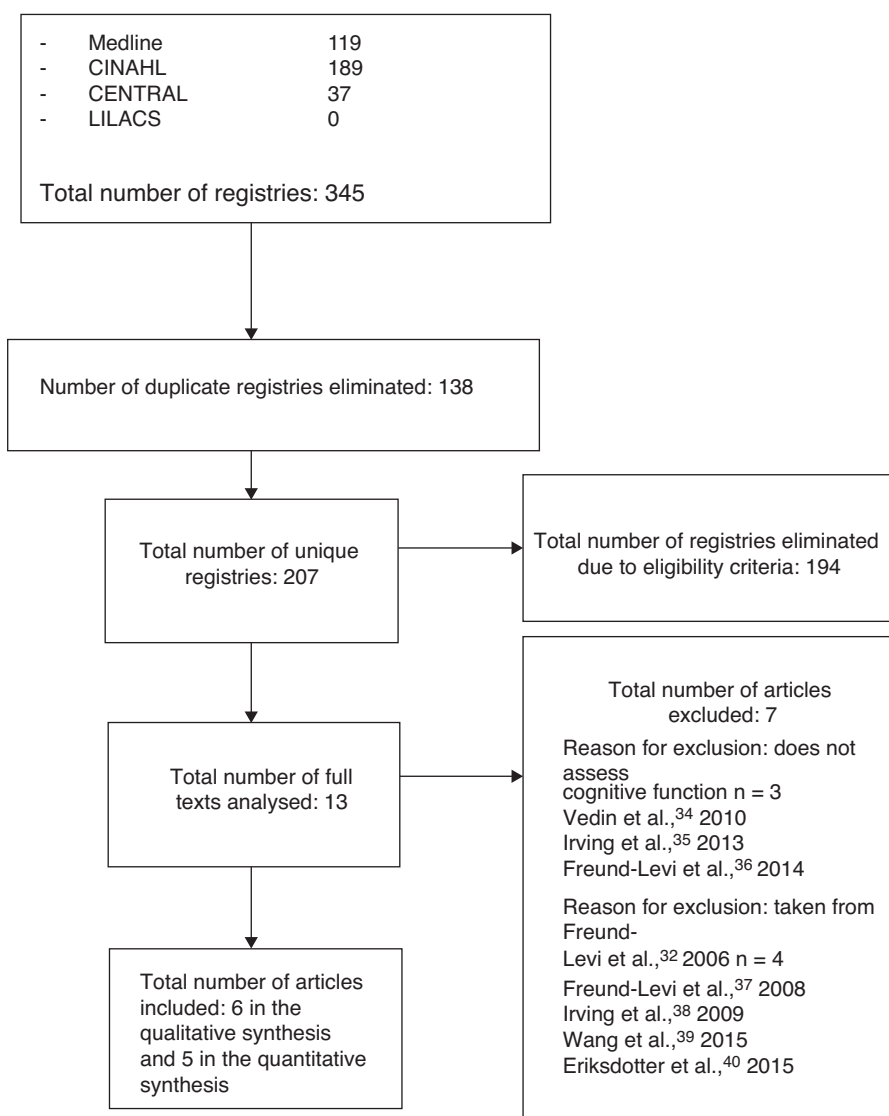 - Medline 119
- CINAHL 189
- CENTRAL 37
- LILACS 0
Total number of registries: 345
Number of duplicate registries eliminated: 138
Total number of unique
registries: 207
Total number of registries eliminated
due to eligibility criteria: 194
Total number of full
texts analysed: 13
Total number of articles
excluded: 7
Reason for exclusion: does not
assess
cognitive function n = 3
Vedin et al.,34 2010
Irving et al.,35 2013
Freund-Levi et al.,36 2014
Reason for exclusion: taken from
Freund-
Levi et al.,32 2006 n = 4
Freund-Levi et al.,37 2008
Irving et al.,38 2009
Wang et al.,39 2015
Eriksdotter et al.,40 2015
Total number of articles
included: 6 in the
qualitative synthesis
and 5 in the quantitative
synthesis